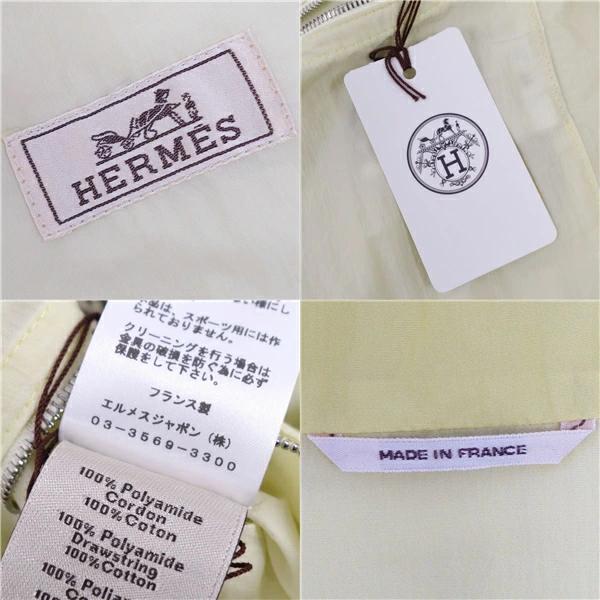 HERMÈS
H
品は、スポーツ用には作
られておりません。
クリーニングを行う場合は
金具の破損を防ぐ為に必ず
保護をして下さい。
フランス製
エルメスジャポン(株)
03-3569-3300
100% Polyamide
Cordon
100% Coton
100% Polyamide
Drawstring
100% Cotton
MADE IN FRANCE